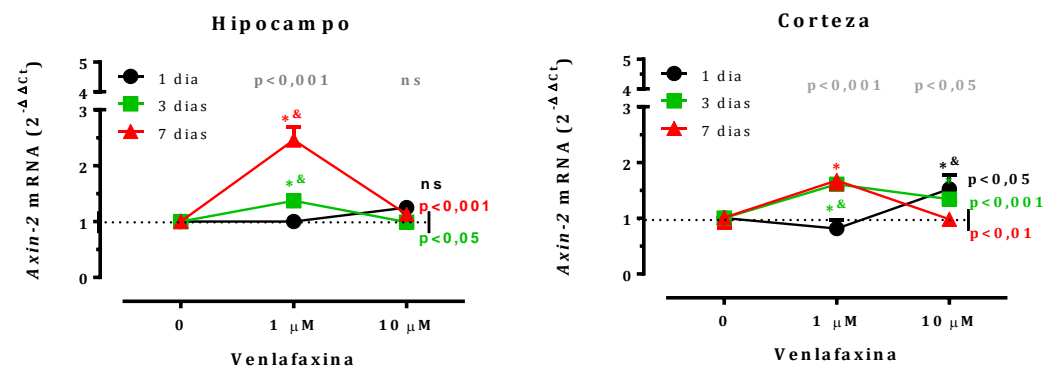 Hipocampo
Axin-2 mRNA (2^-ΔΔCt)
5
4
3
2
1
0
1 dia
3 dias
7 dias
p<0,001
ns
*&
*&
ns
p<0,001
p<0,05
0
1 μM
10 μM
Venlafaxina
Corteza
Axin-2 mRNA (2^-ΔΔCt)
5
4
3
2
1
0
1 dia
3 dias
7 dias
p<0,001
p<0,05
*
*&
*&
*
p<0,05
p<0,001
p<0,01
0
1 μM
10 μM
Venlafaxina